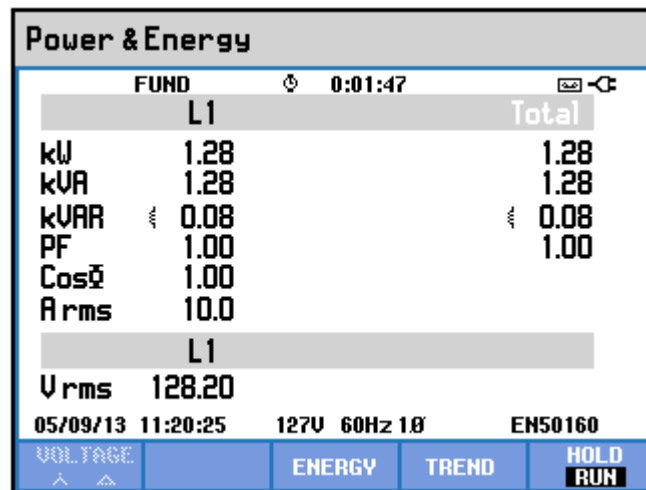 Power & Energy
FUND 0:01:47
L1 Total
kW 1.28 1.28
kVA 1.28 1.28
kVAR 0.08 0.08
PF 1.00 1.00
CosΦ 1.00
A rms 10.0
L1
V rms 128.20
05/09/13 11:20:25 127V 60Hz 1Ø EN50160
VOLTAGE ENERGY TREND HOLD
RUN